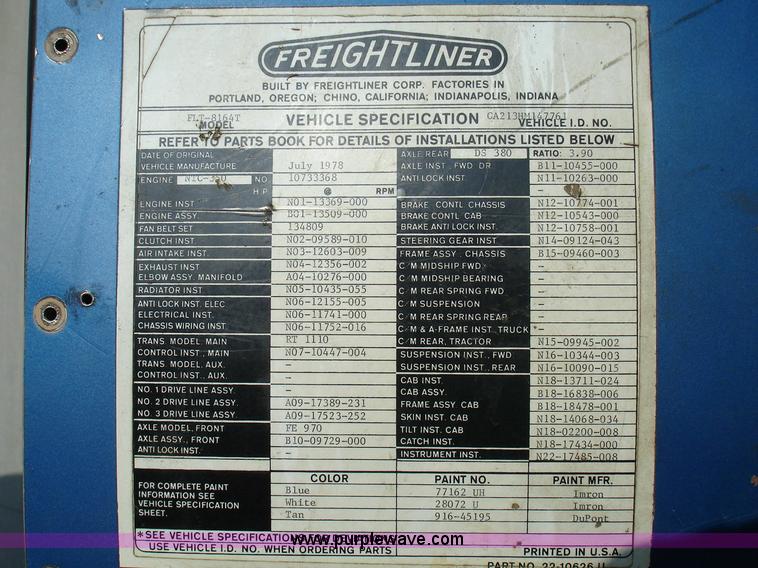 FREIGHTLINER
BUILT BY FREIGHTLINER CORP. FACTORIES IN
PORTLAND, OREGON; CHINO, CALIFORNIA; INDIANAPOLIS, INDIANA
FLT-8164T VEHICLE SPECIFICATION CA213HM147761
MODEL VEHICLE I.D. NO.
REFER TO PARTS BOOK FOR DETAILS OF INSTALLATIONS LISTED BELOW
DATE OF ORIGINAL
VEHICLE MANUFACTURE July 1978
ENGINE NO. 10733368
H.P. @ RPM
ENGINE INST N01-13369-000
ENGINE ASSY. B01-13509-000
FAN BELT SET 134809
CLUTCH INST N02-09589-010
AIR INTAKE INST. N03-12603-009
EXHAUST INST N04-12356-002
ELBOW ASSY. MANIFOLD A04-10276-000
RADIATOR INST. N05-10435-055
ANTI LOCK INST. ELEC N06-12155-005
ELECTRICAL INST. N06-11741-000
CHASSIS WIRING INST N06-11752-016
TRANS. MODEL. MAIN RT 1110
CONTROL INST., MAIN N07-10447-004
TRANS. MODEL. AUX. -
CONTROL INST., AUX. -
NO. 1 DRIVE LINE ASSY. -
NO. 2 DRIVE LINE ASSY. A09-17389-231
NO. 3 DRIVE LINE ASSY A09-17523-252
AXLE MODEL, FRONT FE 970
AXLE ASSY., FRONT B10-09729-000
ANTI LOCK INST. -
AXLE REAR DS 380 RATIO: 3.90
AXLE INST., FWD. DR. B11-10455-000
ANTI LOCK INST N11-10263-000
-
BRAKE CONTL CHASSIS N12-10774-001
BRAKE CONTL CAB N12-10543-000
BRAKE ANTI LOCK INST. N12-10758-001
STEERING GEAR INST N14-09124-043
FRAME ASSY., CHASSIS B15-09460-003
C/M MIDSHIP FWD. -
C/M MIDSHIP BEARING -
C/M REAR SPRING FWD -
C/M SUSPENSION -
C/M REAR SPRING REAR -
C/M & A-FRAME INST., TRUCK *-
C/M REAR, TRACTOR N15-09945-002
SUSPENSION INST., FWD N16-10344-003
SUSPENSION INST., REAR N16-10090-015
CAB INST. N18-13711-024
CAB ASSY. B18-16838-006
FRAME ASSY. CAB B18-18478-001
SKIN INST. CAB N18-14068-034
TILT INST. CAB N18-02200-008
CATCH INST. N18-17434-000
INSTRUMENT INST. N22-17485-008
FOR COMPLETE PAINT
INFORMATION SEE
VEHICLE SPECIFICATION
SHEET.
COLOR PAINT NO. PAINT MFR.
Blue 77162 UH Imron
White 28072 U Imron
Tan 916-45195 DuPont
*SEE VEHICLE SPECIFICATIONS FOR DEVIATIONS
USE VEHICLE I.D. NO. WHEN ORDERING PARTS
PRINTED IN U.S.A.
PART NO. 22-10626 U
www.purplewave.com